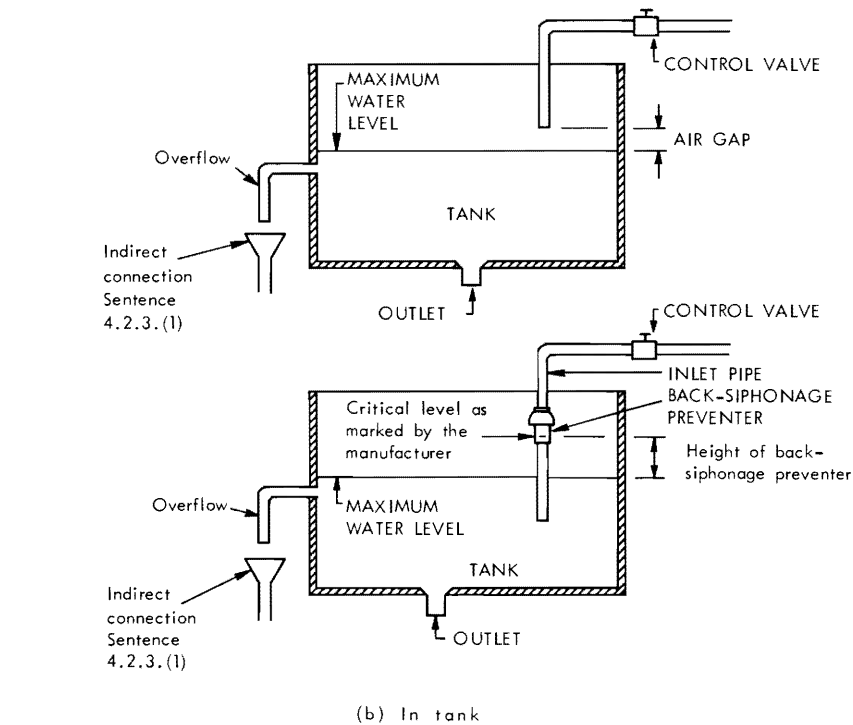 CONTROL VALVE
MAXIMUM
WATER
LEVEL
AIR GAP
Overflow
TANK
Indirect
connection
Sentence
4.2.3.(1)
OUTLET
CONTROL VALVE
INLET PIPE
BACK-SIPHONAGE
PREVENTER
Critical level as
marked by the
manufacturer
Height of back-
siphonage preventer
Overflow
MAXIMUM
WATER LEVEL
TANK
Indirect
connection
Sentence
4.2.3.(1)
OUTLET
(b) In tank